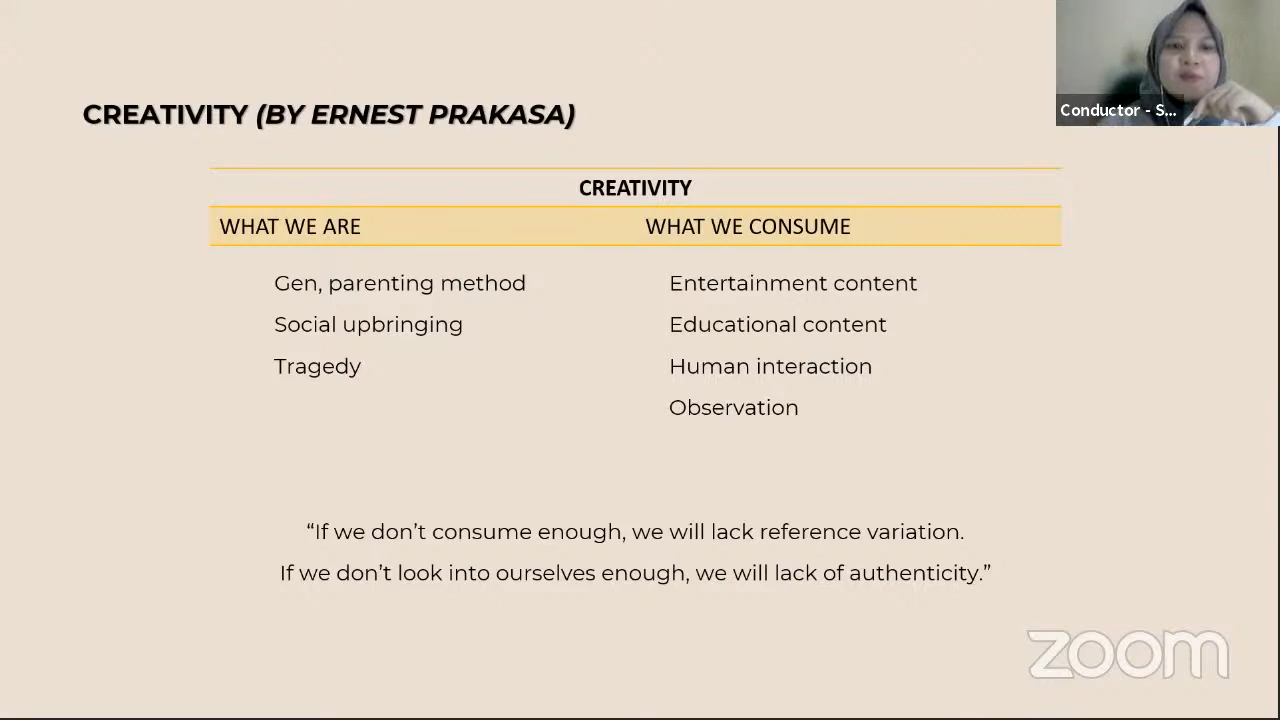 Conductor - S...
CREATIVITY (BY ERNEST PRAKASA)
CREATIVITY
WHAT WE ARE WHAT WE CONSUME
Gen, parenting method Entertainment content
Social upbringing Educational content
Tragedy Human interaction
Observation
“If we don’t consume enough, we will lack reference variation.
If we don’t look into ourselves enough, we will lack of authenticity.”
zoom